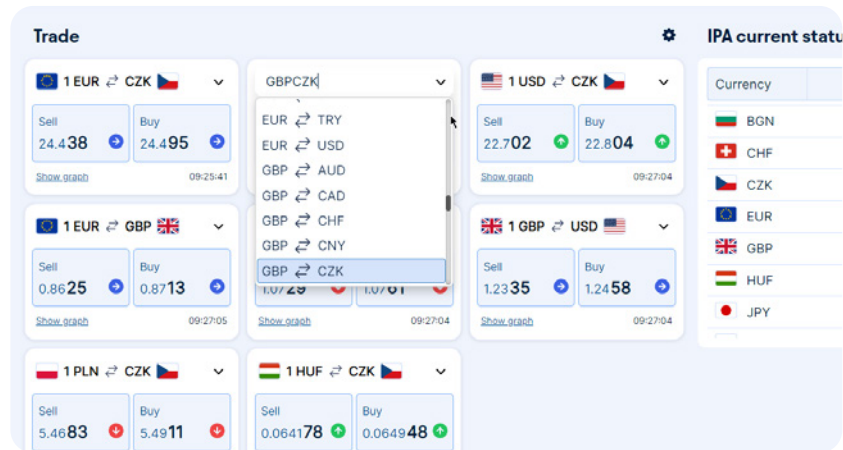 Trade
IPA current statu
1 EUR ⇄ CZK
Sell
24.438
Buy
24.495
Show graph
09:25:41
GBPCZK
EUR ⇄ TRY
EUR ⇄ USD
GBP ⇄ AUD
GBP ⇄ CAD
GBP ⇄ CHF
GBP ⇄ CNY
GBP ⇄ CZK
1 USD ⇄ CZK
Sell
22.702
Buy
22.804
Show graph
09:27:04
1 EUR ⇄ GBP
Sell
0.8625
Buy
0.8713
Show graph
09:27:05
1.0729
1.0761
Show graph
09:27:04
1 GBP ⇄ USD
Sell
1.2335
Buy
1.2458
Show graph
09:27:04
1 PLN ⇄ CZK
Sell
5.4683
Buy
5.4911
1 HUF ⇄ CZK
Sell
0.064178
Buy
0.064948
Currency
BGN
CHF
CZK
EUR
GBP
HUF
JPY